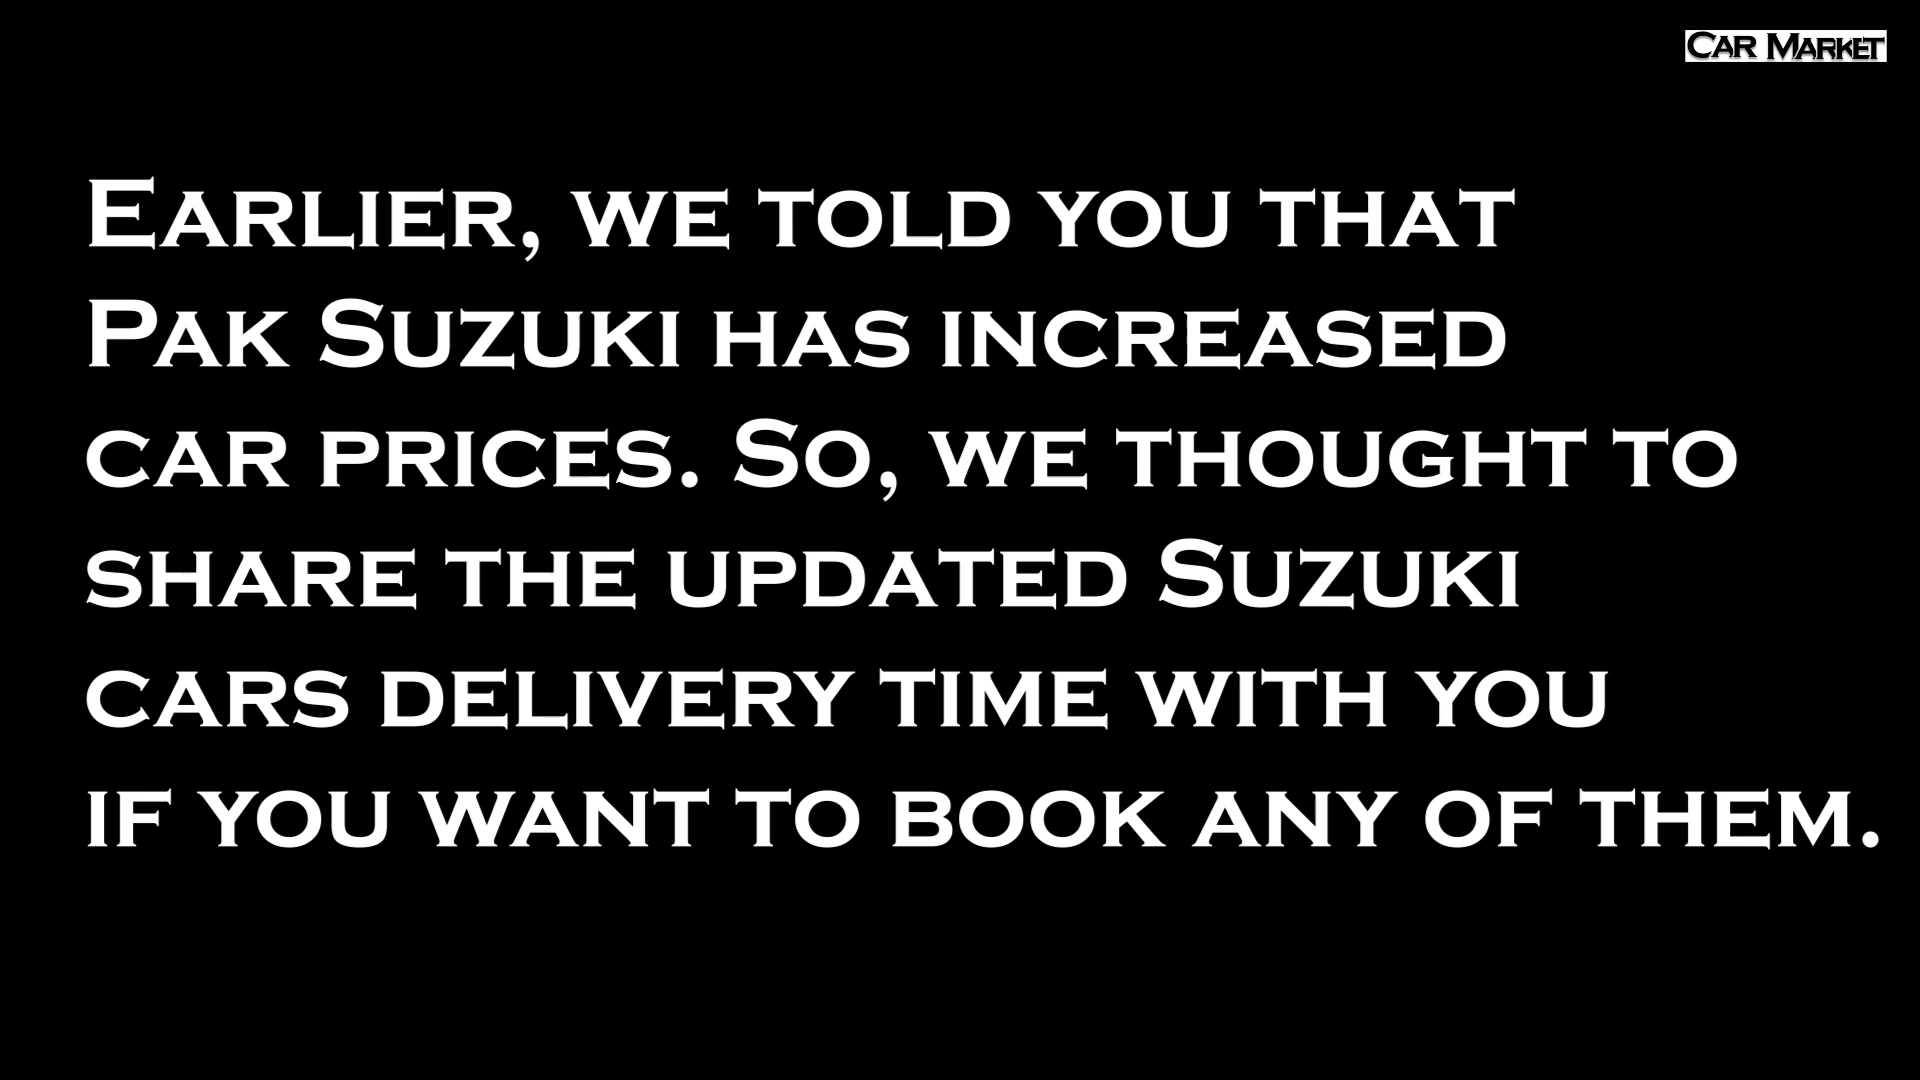 Car Market
Earlier, we told you that
Pak Suzuki has increased
car prices. So, we thought to
share the updated Suzuki
cars delivery time with you
if you want to book any of them.